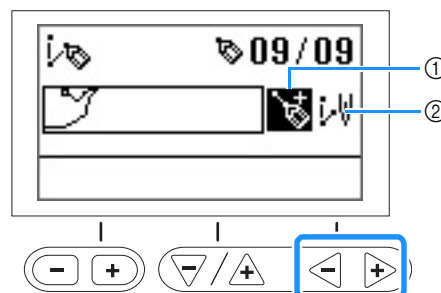 09/09
①
②
- + ▽/△ ◁ ▷
- + - +